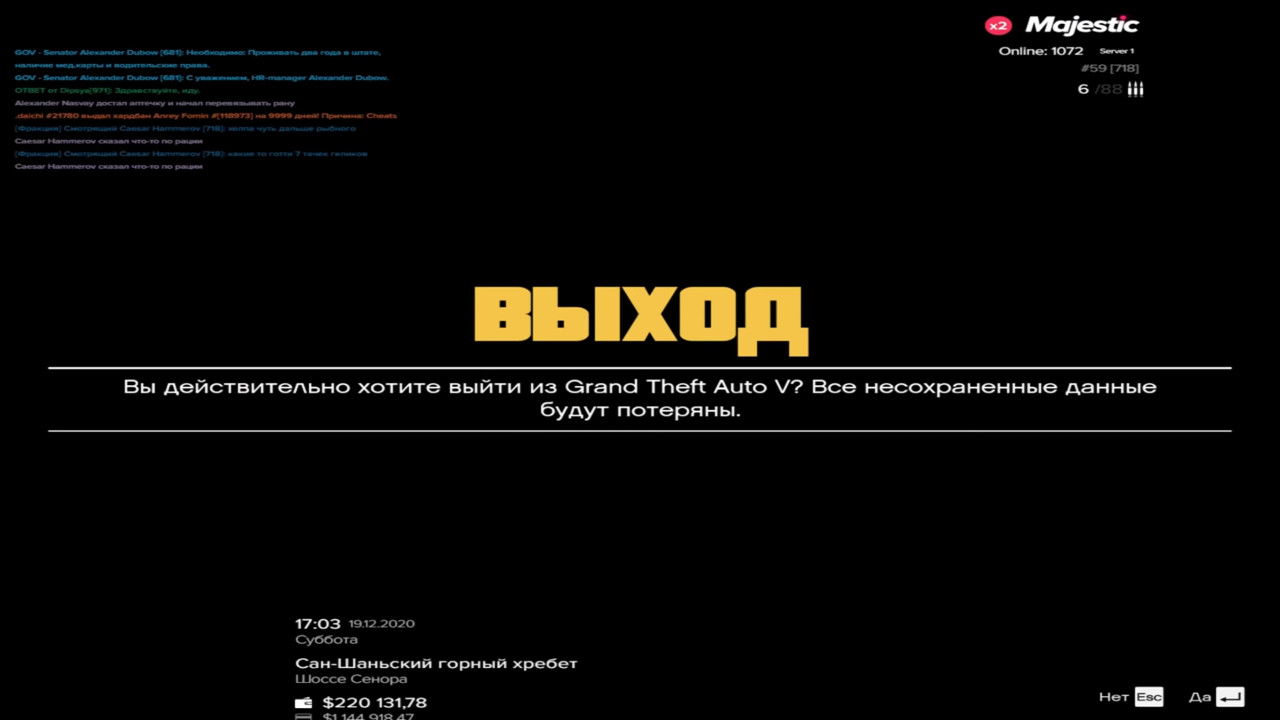 x2 Majestic
Online: 1072 Server 1
#59 [718]
6 /88
GOV - Senator Alexander Dubow [681]: Необходимо: Проживать два года в штате,
наличие мед.карты и водительские права.
GOV - Senator Alexander Dubow [681]: С уважением, HR-manager Alexander Dubow.
ОТВЕТ от Dipsya[971]: Здравствуйте, иду.
Alexander Nasvay достал аптечку и начал перевязывать рану
.daichi #21780 выдал хардбан Anrey Fomin #[118973] на 9999 дней! Причина: Cheats
[Фракция] Смотрящий Caesar Hammerov [718]: хелпа чуть дальше рыбного
Caesar Hammerov сказал что-то по рации
[Фракция] Смотрящий Caesar Hammerov [718]: какие то готти 7 тачек геликов
Caesar Hammerov сказал что-то по рации
ВЫХОД
Вы действительно хотите выйти из Grand Theft Auto V? Все несохраненные данные
будут потеряны.
17:03 19.12.2020
Суббота
Сан-Шаньский горный хребет
Шоссе Сенора
$220 131,78
$1 144 918,47
Нет Esc Да